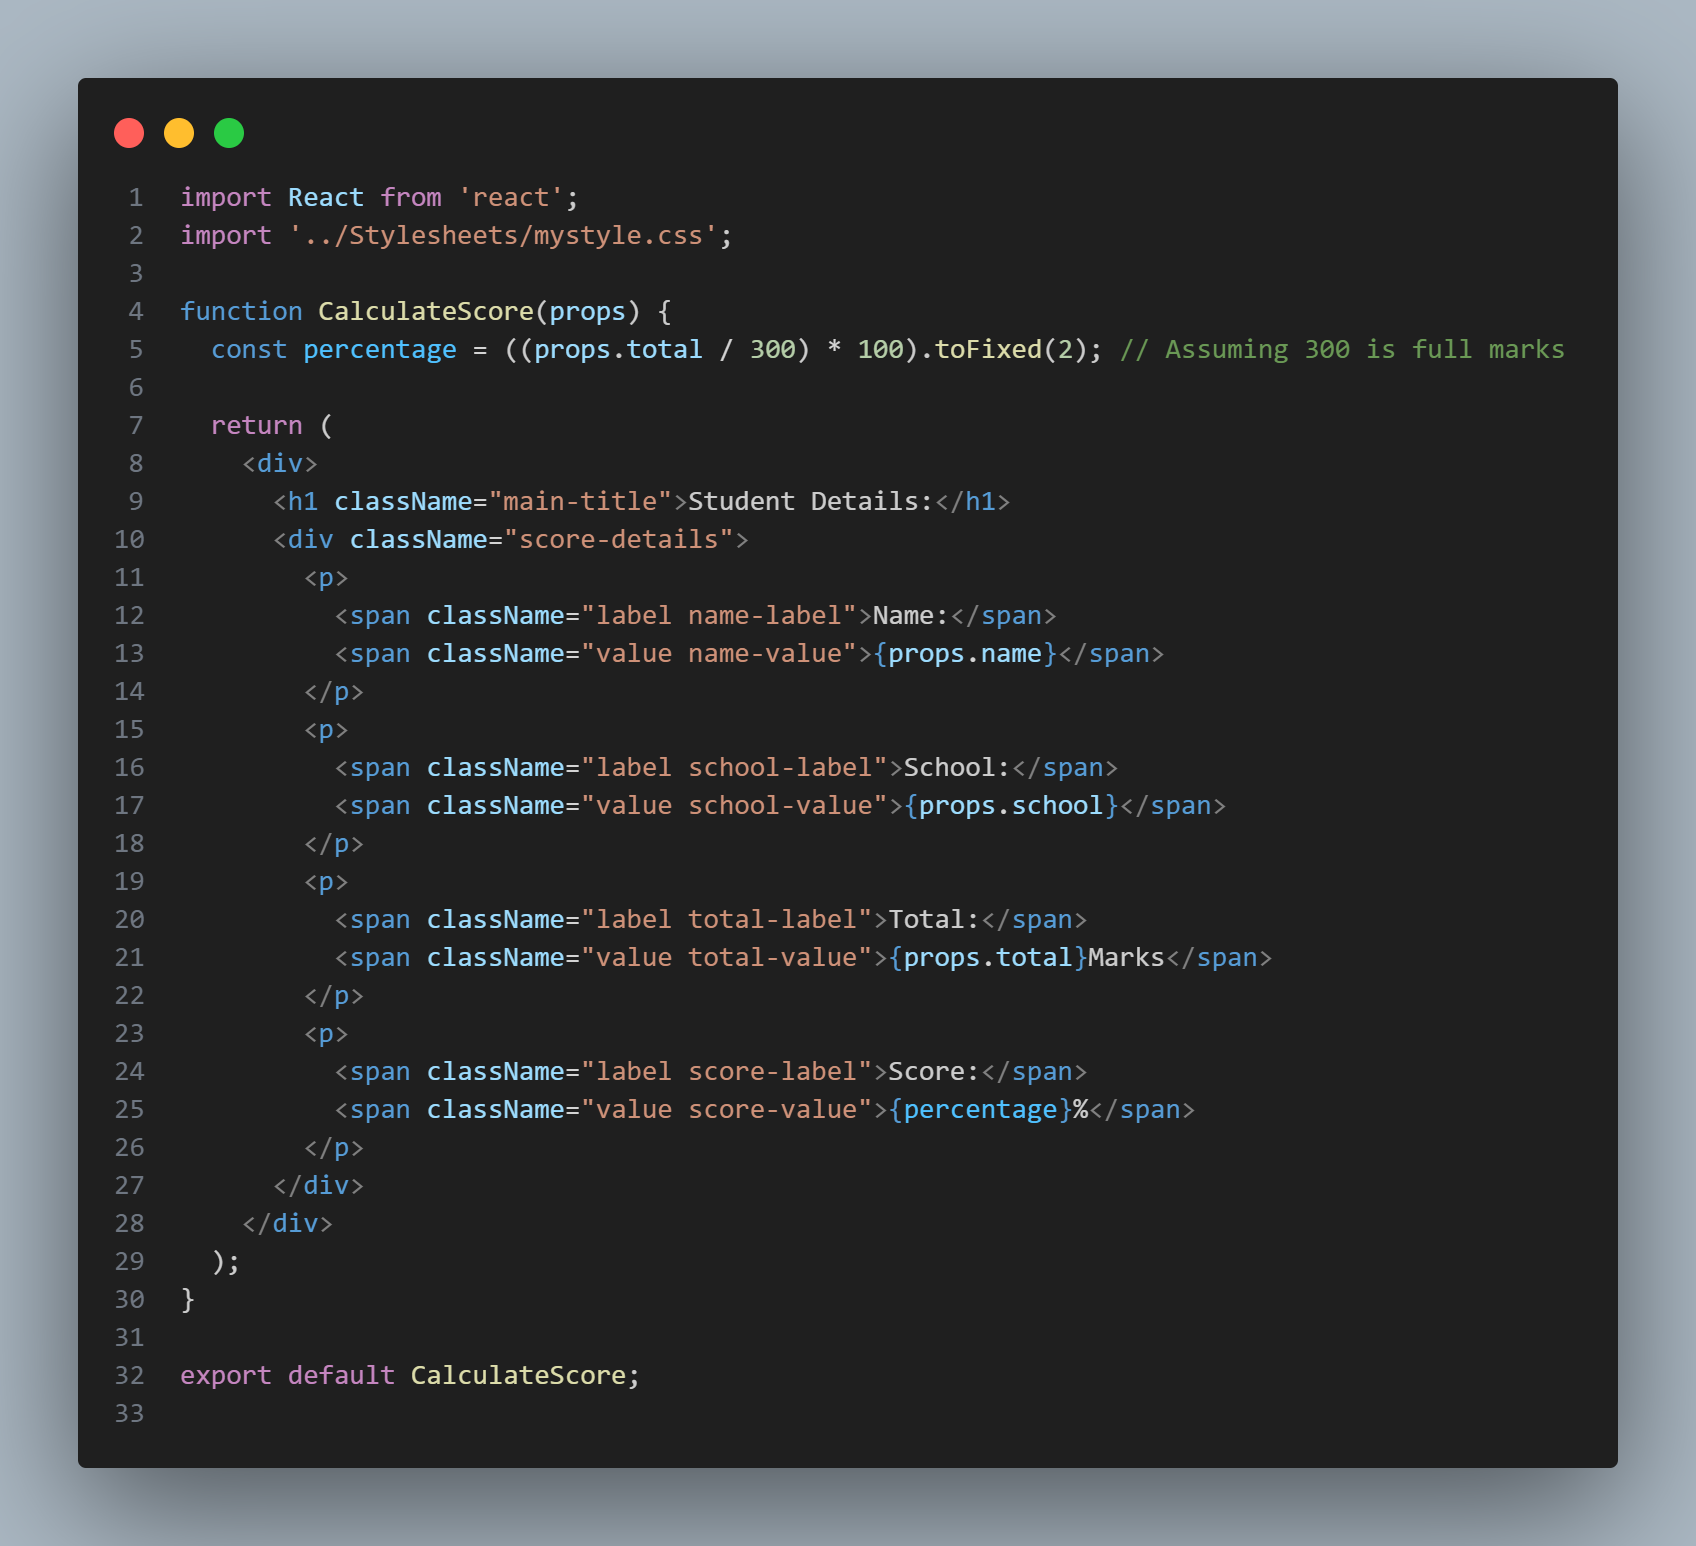 1 import React from 'react';
2 import '../Stylesheets/mystyle.css';
3
4 function CalculateScore(props) {
5   const percentage = ((props.total / 300) * 100).toFixed(2); // Assuming 300 is full marks
6
7   return (
8     <div>
9       <h1 className="main-title">Student Details:</h1>
10       <div className="score-details">
11         <p>
12           <span className="label name-label">Name:</span>
13           <span className="value name-value">{props.name}</span>
14         </p>
15         <p>
16           <span className="label school-label">School:</span>
17           <span className="value school-value">{props.school}</span>
18         </p>
19         <p>
20           <span className="label total-label">Total:</span>
21           <span className="value total-value">{props.total}Marks</span>
22         </p>
23         <p>
24           <span className="label score-label">Score:</span>
25           <span className="value score-value">{percentage}%</span>
26         </p>
27       </div>
28     </div>
29   );
30 }
31
32 export default CalculateScore;
33